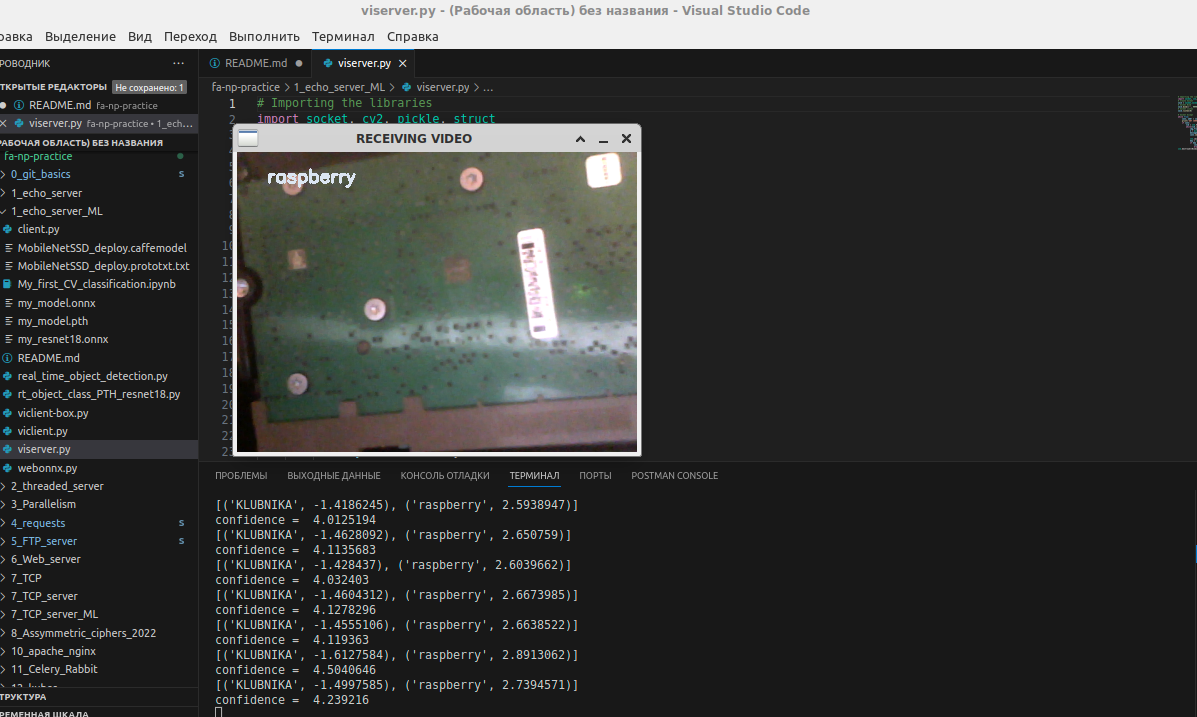 viserver.py - (Рабочая область) без названия - Visual Studio Code
равка Выделение Вид Переход Выполнить Терминал Справка
РОВОДНИК ···
ТКРЫТЫЕ РЕДАКТОРЫ Не сохранено: 1
README.md fa-np-practice
viserver.py fa-np-practice • 1_ech...
РАБОЧАЯ ОБЛАСТЬ) БЕЗ НАЗВАНИЯ
fa-np-practice
0_git_basics S
1_echo_server
1_echo_server_ML
client.py
MobileNetSSD_deploy.caffemodel
MobileNetSSD_deploy.prototxt.txt
My_first_CV_classification.ipynb
my_model.onnx
my_model.pth
my_resnet18.onnx
README.md
real_time_object_detection.py
rt_object_class_PTH_resnet18.py
viclient-box.py
viclient.py
viserver.py
webonnx.py
2_threaded_server
3_Parallelism
4_requests S
5_FTP_server S
6_Web_server
7_TCP
7_TCP_server
7_TCP_server_ML
8_Assymmetric_ciphers_2022
10_apache_nginx
11_Celery_Rabbit
ТРУКТУРА
РЕМЕННАЯ ШКАЛА
README.md
viserver.py
fa-np-practice > 1_echo_server_ML > viserver.py > ...
1 # Importing the libraries
2 import socket, cv2, pickle, struct
RECEIVING VIDEO
raspberry
ПРОБЛЕМЫ ВЫХОДНЫЕ ДАННЫЕ КОНСОЛЬ ОТЛАДКИ ТЕРМИНАЛ ПОРТЫ POSTMAN CONSOLE
[('KLUBNIKA', -1.4186245), ('raspberry', 2.5938947)]
confidence =  4.0125194
[('KLUBNIKA', -1.4628092), ('raspberry', 2.650759)]
confidence =  4.1135683
[('KLUBNIKA', -1.428437), ('raspberry', 2.6039662)]
confidence =  4.032403
[('KLUBNIKA', -1.4604312), ('raspberry', 2.6673985)]
confidence =  4.1278296
[('KLUBNIKA', -1.4555106), ('raspberry', 2.6638522)]
confidence =  4.119363
[('KLUBNIKA', -1.6127584), ('raspberry', 2.8913062)]
confidence =  4.5040646
[('KLUBNIKA', -1.4997585), ('raspberry', 2.7394571)]
confidence =  4.239216